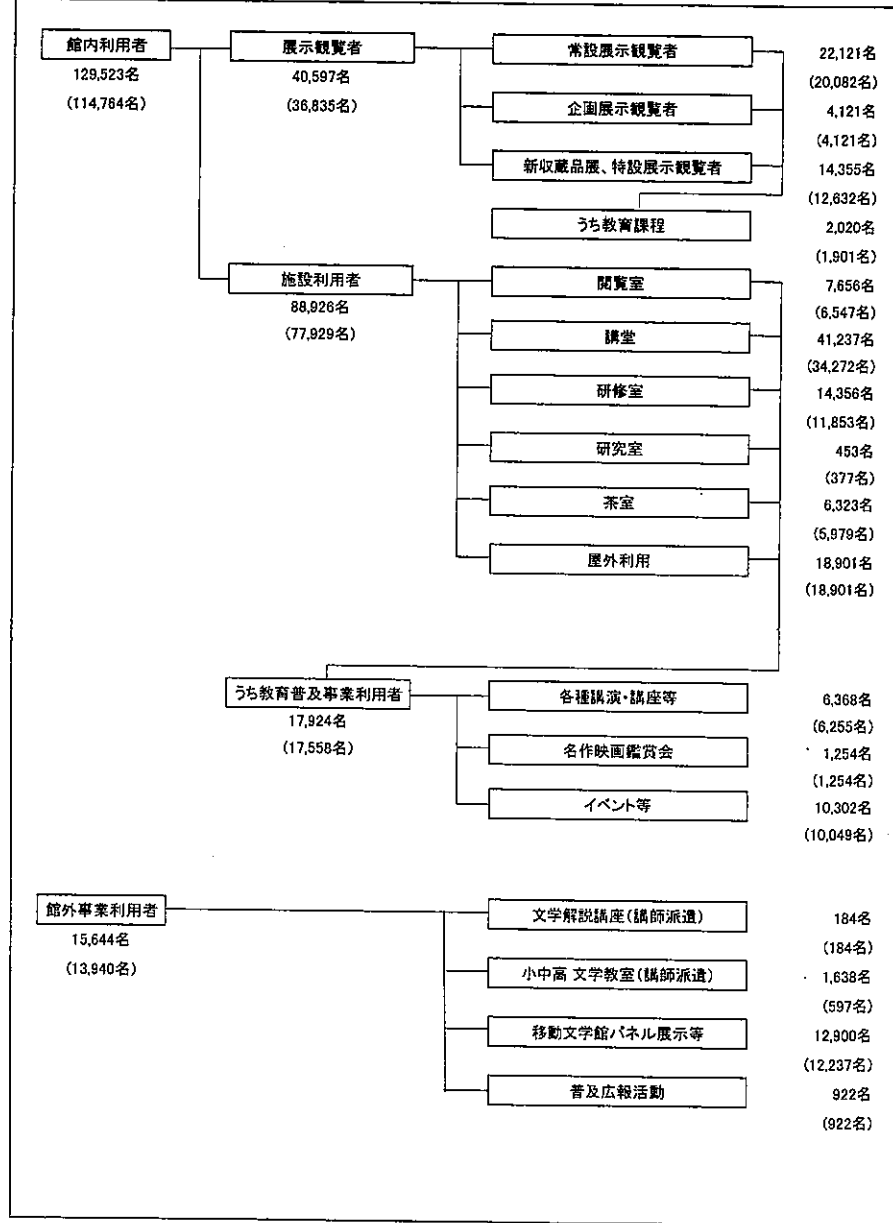 館内利用者 展示観覧者 常設展示観覧者 22,121名
129,523名 40,597名 (20,082名)
(114,764名) (36,835名) 企画展示観覧者 4,121名
(4,121名)
新収蔵品展、特設展示観覧者 14,355名
(12,632名)
うち教育課程 2,020名
(1,901名)
施設利用者 閲覧室 7,656名
88,926名 (6,547名)
(77,929名) 講堂 41,237名
(34,272名)
研修室 14,356名
(11,853名)
研究室 453名
(377名)
茶室 6,323名
(5,979名)
屋外利用 18,901名
(18,901名)
うち教育普及事業利用者 各種講演・講座等 6,368名
17,924名 (6,255名)
(17,558名) 名作映画鑑賞会 1,254名
(1,254名)
イベント等 10,302名
(10,049名)
館外事業利用者 文学解説講座(講師派遣) 184名
15,644名 (184名)
(13,940名) 小中高 文学教室(講師派遣) 1,638名
(597名)
移動文学館パネル展示等 12,900名
(12,237名)
普及広報活動 922名
(922名)